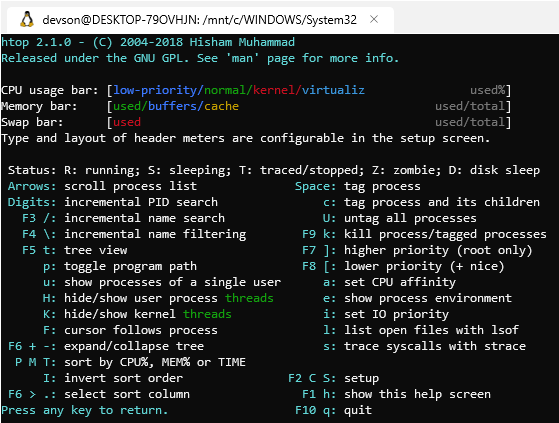 devson@DESKTOP-79OVHJN: /mnt/c/WINDOWS/System32
htop 2.1.0 - (C) 2004-2018 Hisham Muhammad
Released under the GNU GPL. See 'man' page for more info.
CPU usage bar: [low-priority/normal/kernel/virtualiz used%]
Memory bar: [used/buffers/cache used/total]
Swap bar: [used used/total]
Type and layout of header meters are configurable in the setup screen.
Status: R: running; S: sleeping; T: traced/stopped; Z: zombie; D: disk sleep
Arrows: scroll process list Space: tag process
Digits: incremental PID search c: tag process and its children
F3 /: incremental name search U: untag all processes
F4 \: incremental name filtering F9 k: kill process/tagged processes
F5 t: tree view F7 ]: higher priority (root only)
p: toggle program path F8 [: lower priority (+ nice)
u: show processes of a single user a: set CPU affinity
H: hide/show user process threads e: show process environment
K: hide/show kernel threads i: set IO priority
F: cursor follows process l: list open files with lsof
F6 + -: expand/collapse tree s: trace syscalls with strace
P M T: sort by CPU%, MEM% or TIME
I: invert sort order F2 C S: setup
F6 > .: select sort column F1 h: show this help screen
Press any key to return. F10 q: quit